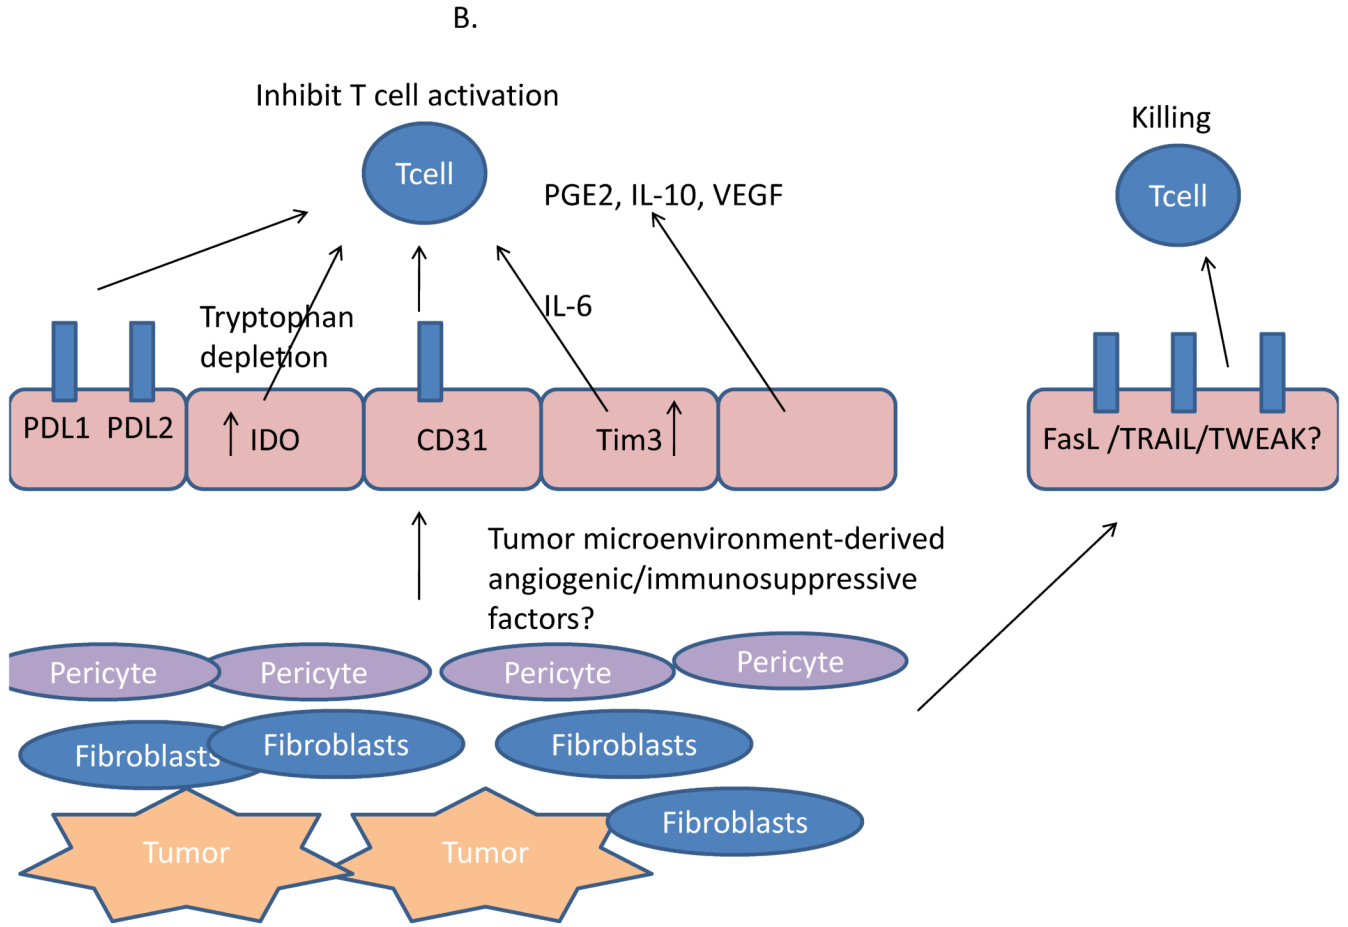 B.
Inhibit T cell activation
Killing
Tcell
PGE2, IL-10, VEGF
Tcell
Tryptophan
depletion
IL-6
PDL1 PDL2
IDO
CD31
Tim3
FasL /TRAIL/TWEAK?
Tumor microenvironment-derived
angiogenic/immunosuppressive
factors?
Pericyte
Pericyte
Pericyte
Pericyte
Fibroblasts
Fibroblasts
Fibroblasts
Fibroblasts
Tumor
Tumor